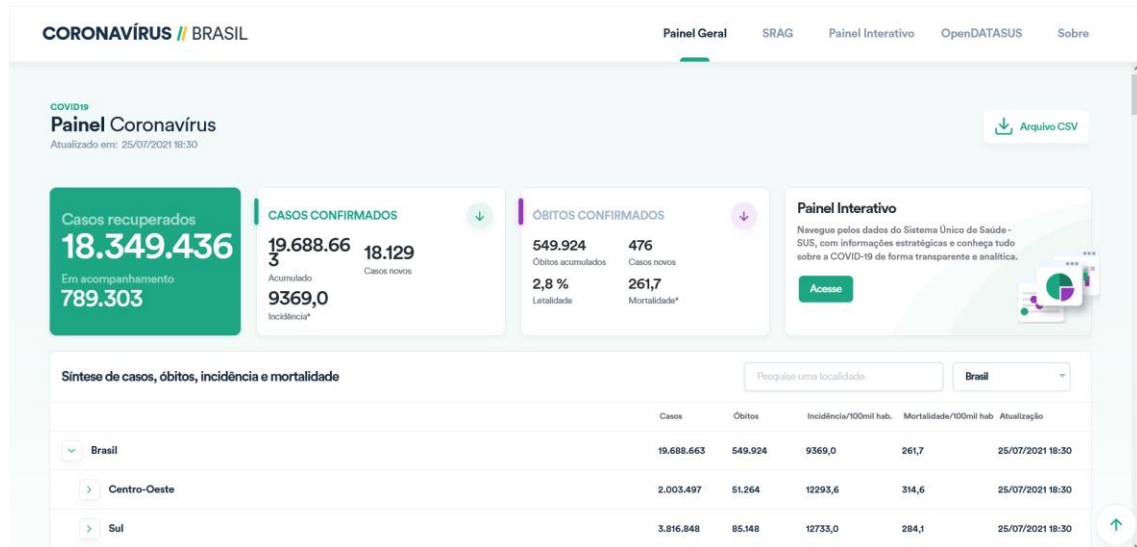 CORONAVÍRUS // BRASIL
Painel Geral SRAG Painel Interativo OpenDATASUS Sobre
COVID19
Painel Coronavírus
Atualizado em: 25/07/2021 18:30
Arquivo CSV
Casos recuperados
18.349.436
Em acompanhamento
789.303
CASOS CONFIRMADOS
19.688.66
3
Acumulado
18.129
Casos novos
9369,0
Incidência*
ÓBITOS CONFIRMADOS
549.924
Óbitos acumulados
476
Casos novos
2,8 %
Letalidade
261,7
Mortalidade*
Painel Interativo
Navegue pelos dados do Sistema Único de Saúde -
SUS, com informações estratégicas e conheça tudo
sobre a COVID-19 de forma transparente e analítica.
Acesse
Síntese de casos, óbitos, incidência e mortalidade
Pesquise uma localidade
Brasil
Casos Óbitos Incidência/100mil hab. Mortalidade/100mil hab Atualização
Brasil 19.688.663 549.924 9369,0 261,7 25/07/2021 18:30
Centro-Oeste 2.003.497 51.264 12293,6 314,6 25/07/2021 18:30
Sul 3.816.848 85.148 12733,0 284,1 25/07/2021 18:30